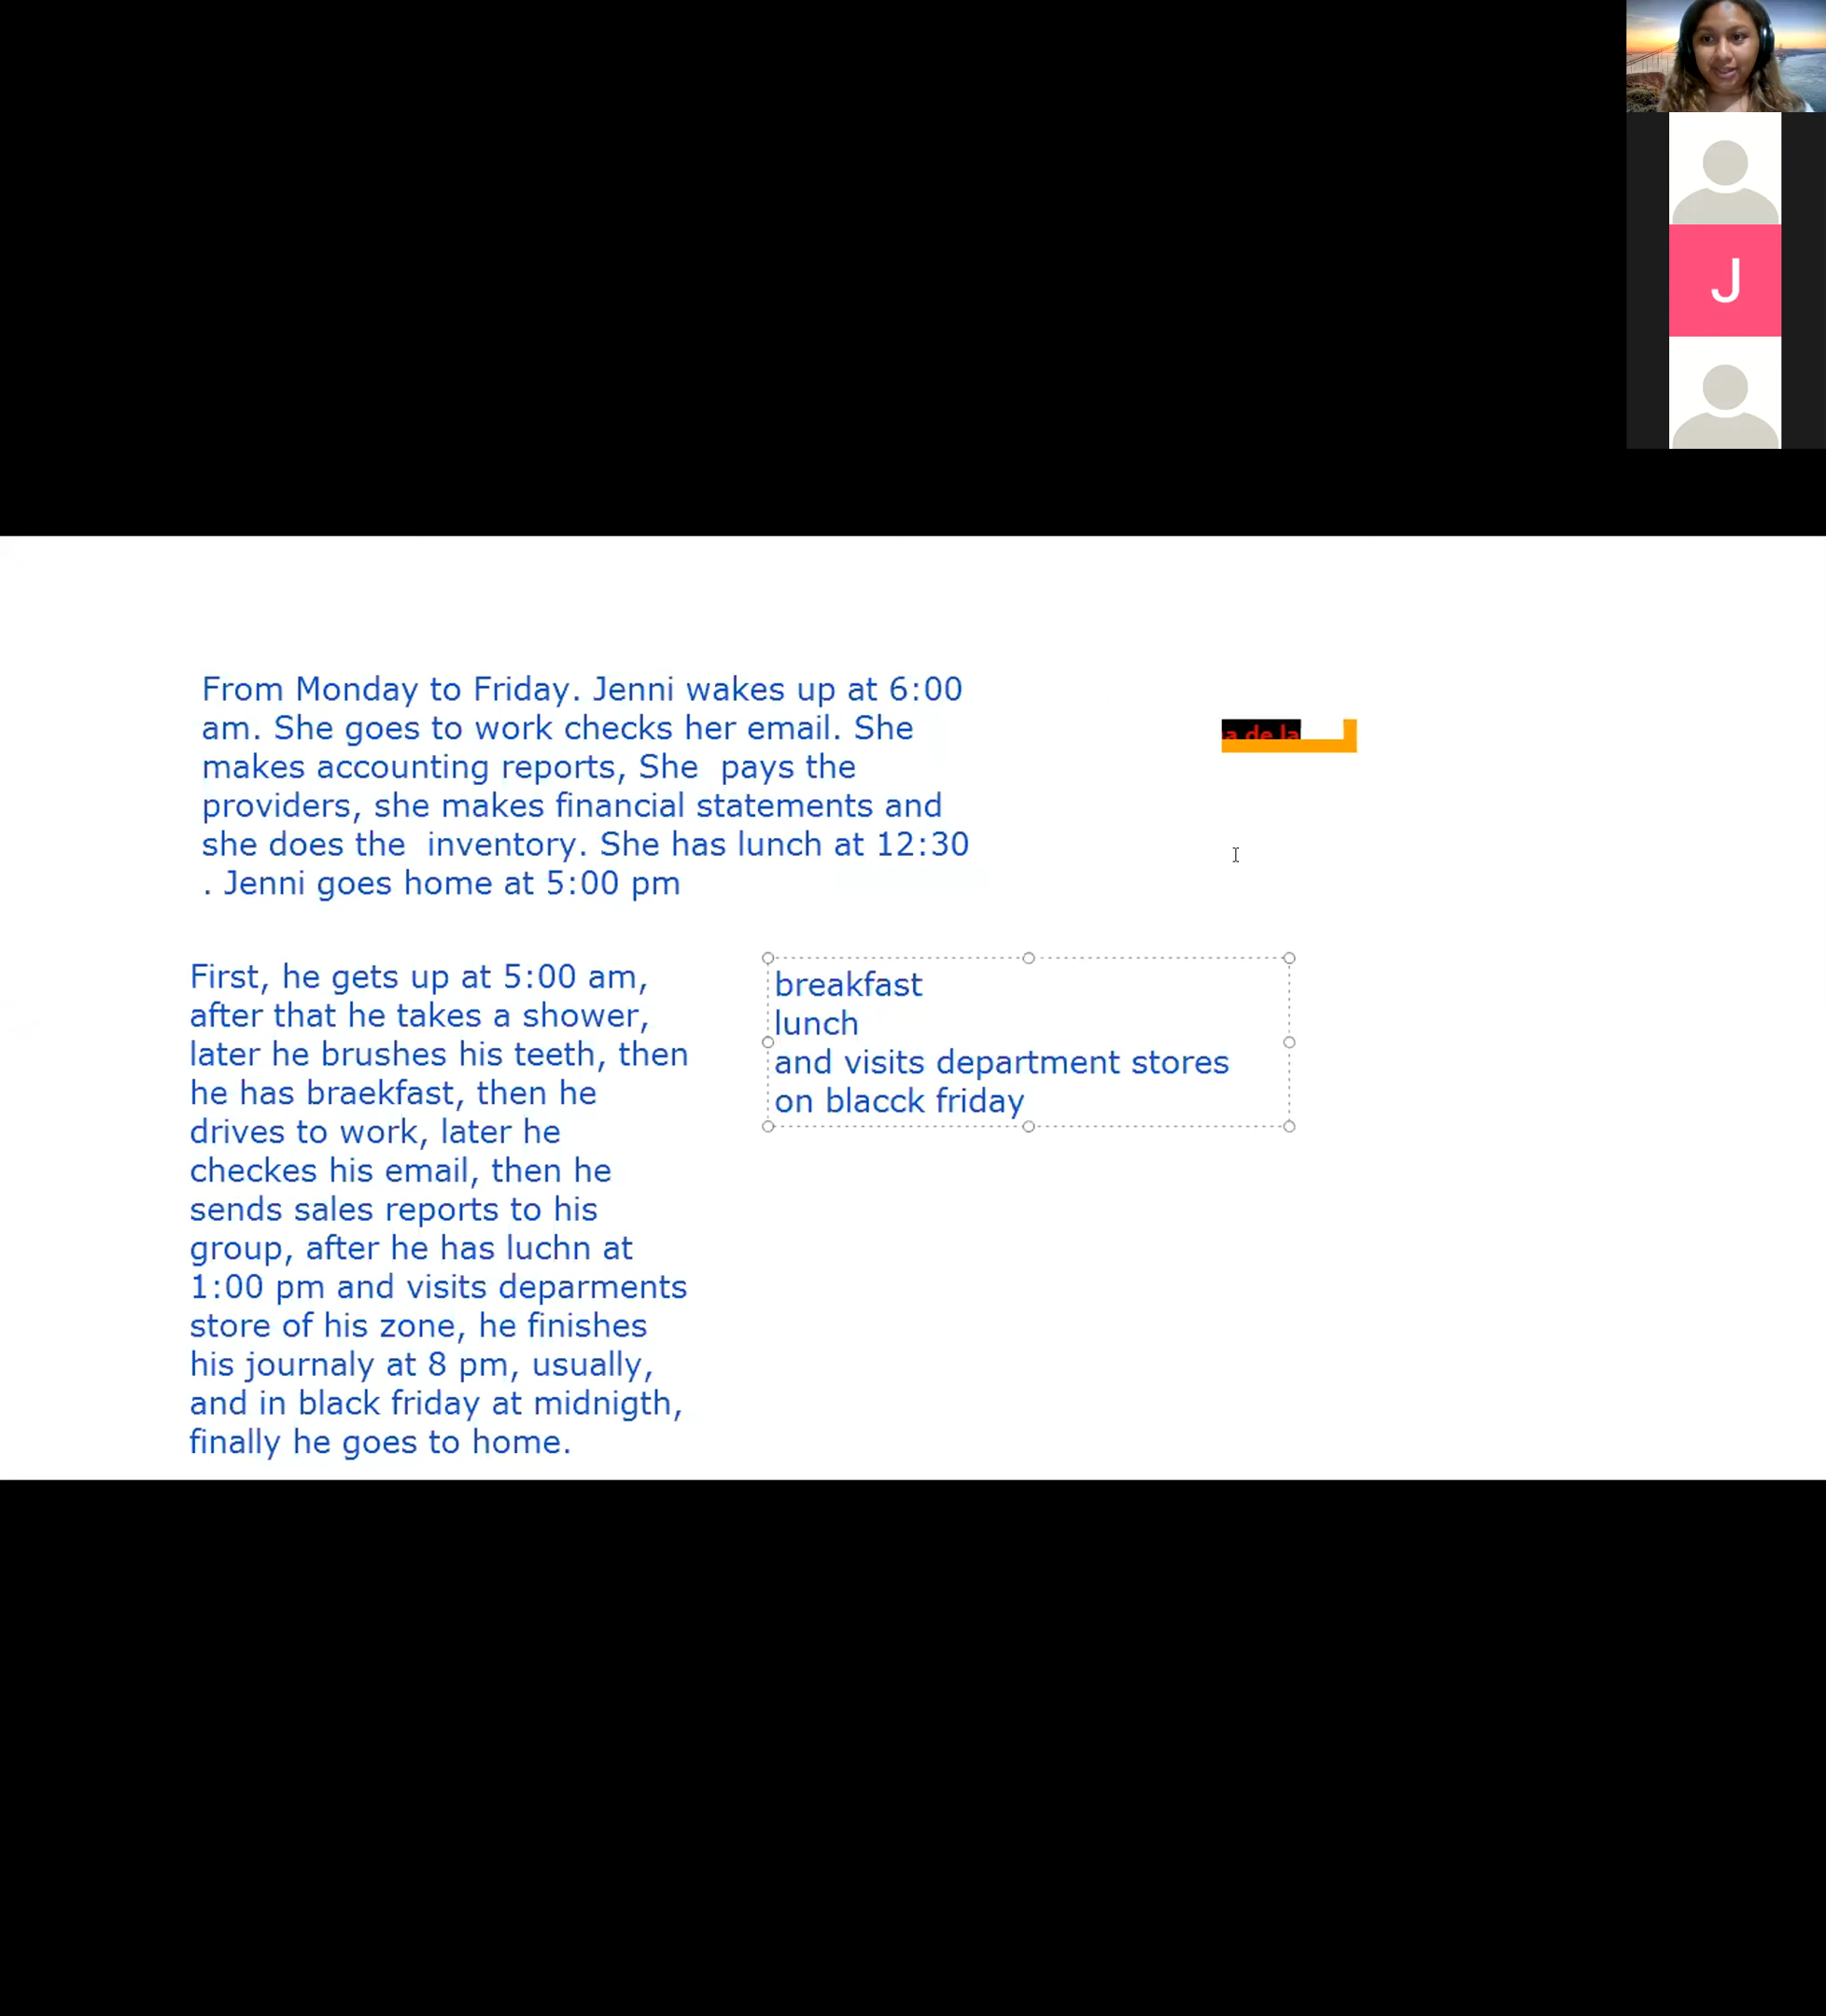 J
From Monday to Friday. Jenni wakes up at 6:00
am. She goes to work checks her email. She
makes accounting reports, She  pays the
providers, she makes financial statements and
she does the  inventory. She has lunch at 12:30
. Jenni goes home at 5:00 pm
a de la
First, he gets up at 5:00 am,
after that he takes a shower,
later he brushes his teeth, then
he has braekfast, then he
drives to work, later he
checkes his email, then he
sends sales reports to his
group, after he has luchn at
1:00 pm and visits deparments
store of his zone, he finishes
his journaly at 8 pm, usually,
and in black friday at midnigth,
finally he goes to home.
breakfast
lunch
and visits department stores
on blacck friday